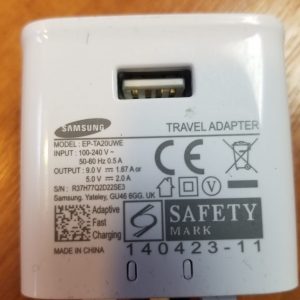 SAMSUNG
TRAVEL ADAPTER
MODEL : EP-TA20UWE
INPUT : 100-240 V ~
50-60 Hz 0.5 A
OUTPUT : 9.0 V ⎓ 1.67 A or
5.0 V ⎓ 2.0 A
S/N : R37H77Q2D22SE3
Samsung. Yateley, GU46 6GG. UK
CE
Adaptive
Fast
Charging
MADE IN CHINA
S
SAFETY
MARK
140423-11